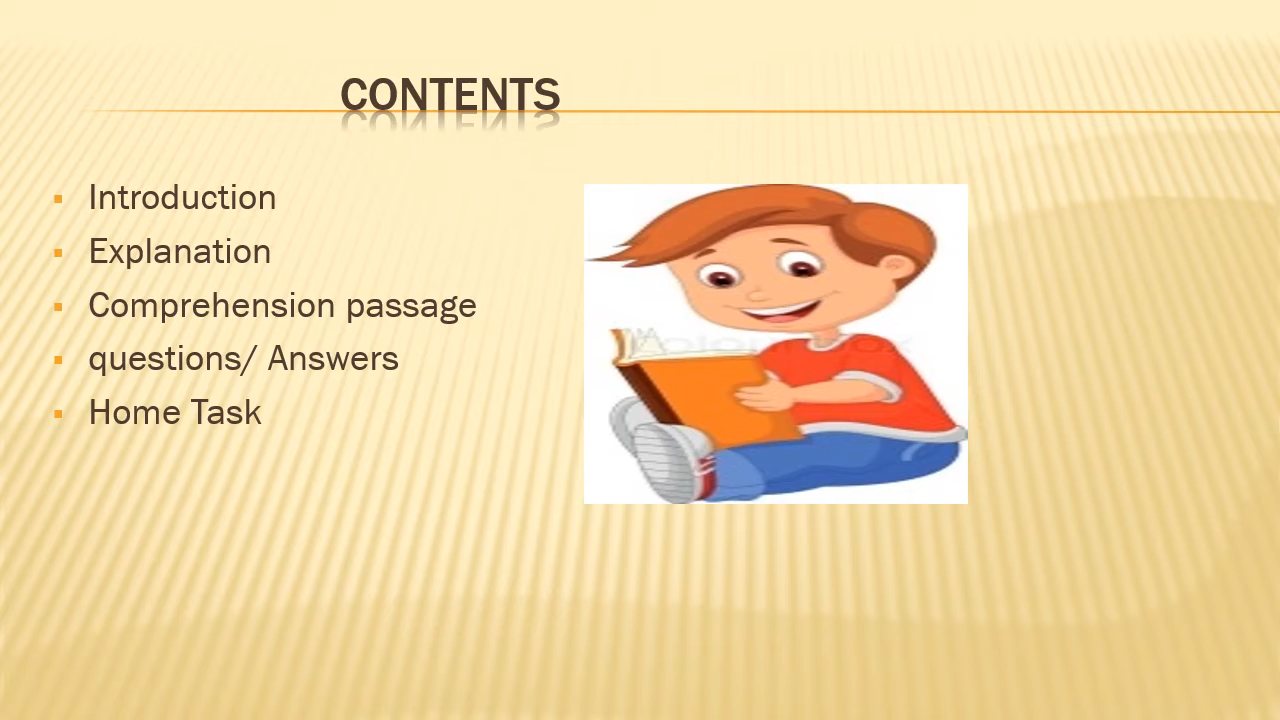 CONTENTS
Introduction
Explanation
Comprehension passage
questions/ Answers
Home Task